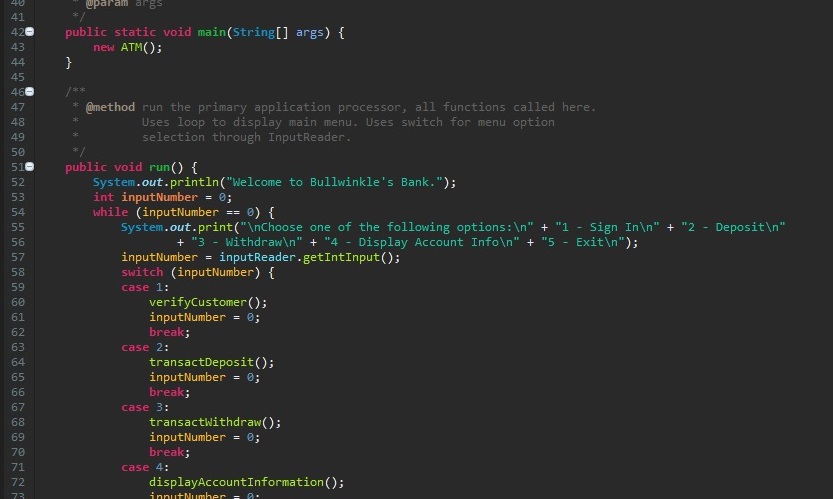 40 * @param args
41 */
42 public static void main(String[] args) {
43 new ATM();
44 }
45
46 /**
47 * @method run the primary application processor, all functions called here.
48 * Uses loop to display main menu. Uses switch for menu option
49 * selection through InputReader.
50 */
51 public void run() {
52 System.out.println("Welcome to Bullwinkle's Bank.");
53 int inputNumber = 0;
54 while (inputNumber == 0) {
55 System.out.print("\nChoose one of the following options:\n" + "1 - Sign In\n" + "2 - Deposit\n"
56 + "3 - Withdraw\n" + "4 - Display Account Info\n" + "5 - Exit\n");
57 inputNumber = inputReader.getIntInput();
58 switch (inputNumber) {
59 case 1:
60 verifyCustomer();
61 inputNumber = 0;
62 break;
63 case 2:
64 transactDeposit();
65 inputNumber = 0;
66 break;
67 case 3:
68 transactWithdraw();
69 inputNumber = 0;
70 break;
71 case 4:
72 displayAccountInformation();
73 inputNumber = 0;